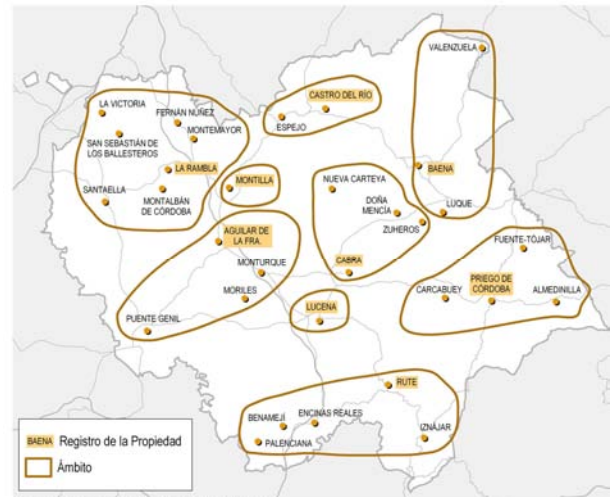 VALENZUELA
CASTRO DEL RÍO
LA VICTORIA
FERNÁN NÚÑEZ
ESPEJO
MONTEMAYOR
SAN SEBASTIÁN
DE LOS BALLESTEROS
LA RAMBLA
BAENA
MONTILLA
NUEVA CARTEYA
SANTAELLA
MONTALBÁN
DE CÓRDOBA
DOÑA
MENCÍA
LUQUE
ZUHEROS
AGUILAR DE
LA FRA.
FUENTE-TÓJAR
MONTURQUE
CABRA
PRIEGO DE
CÓRDOBA
CARCABUEY
ALMEDINILLA
MORILES
LUCENA
PUENTE GENIL
RUTE
BENAMEJÍ
ENCINAS REALES
IZNÁJAR
PALENCIANA
BAENA Registro de la Propiedad
Ámbito